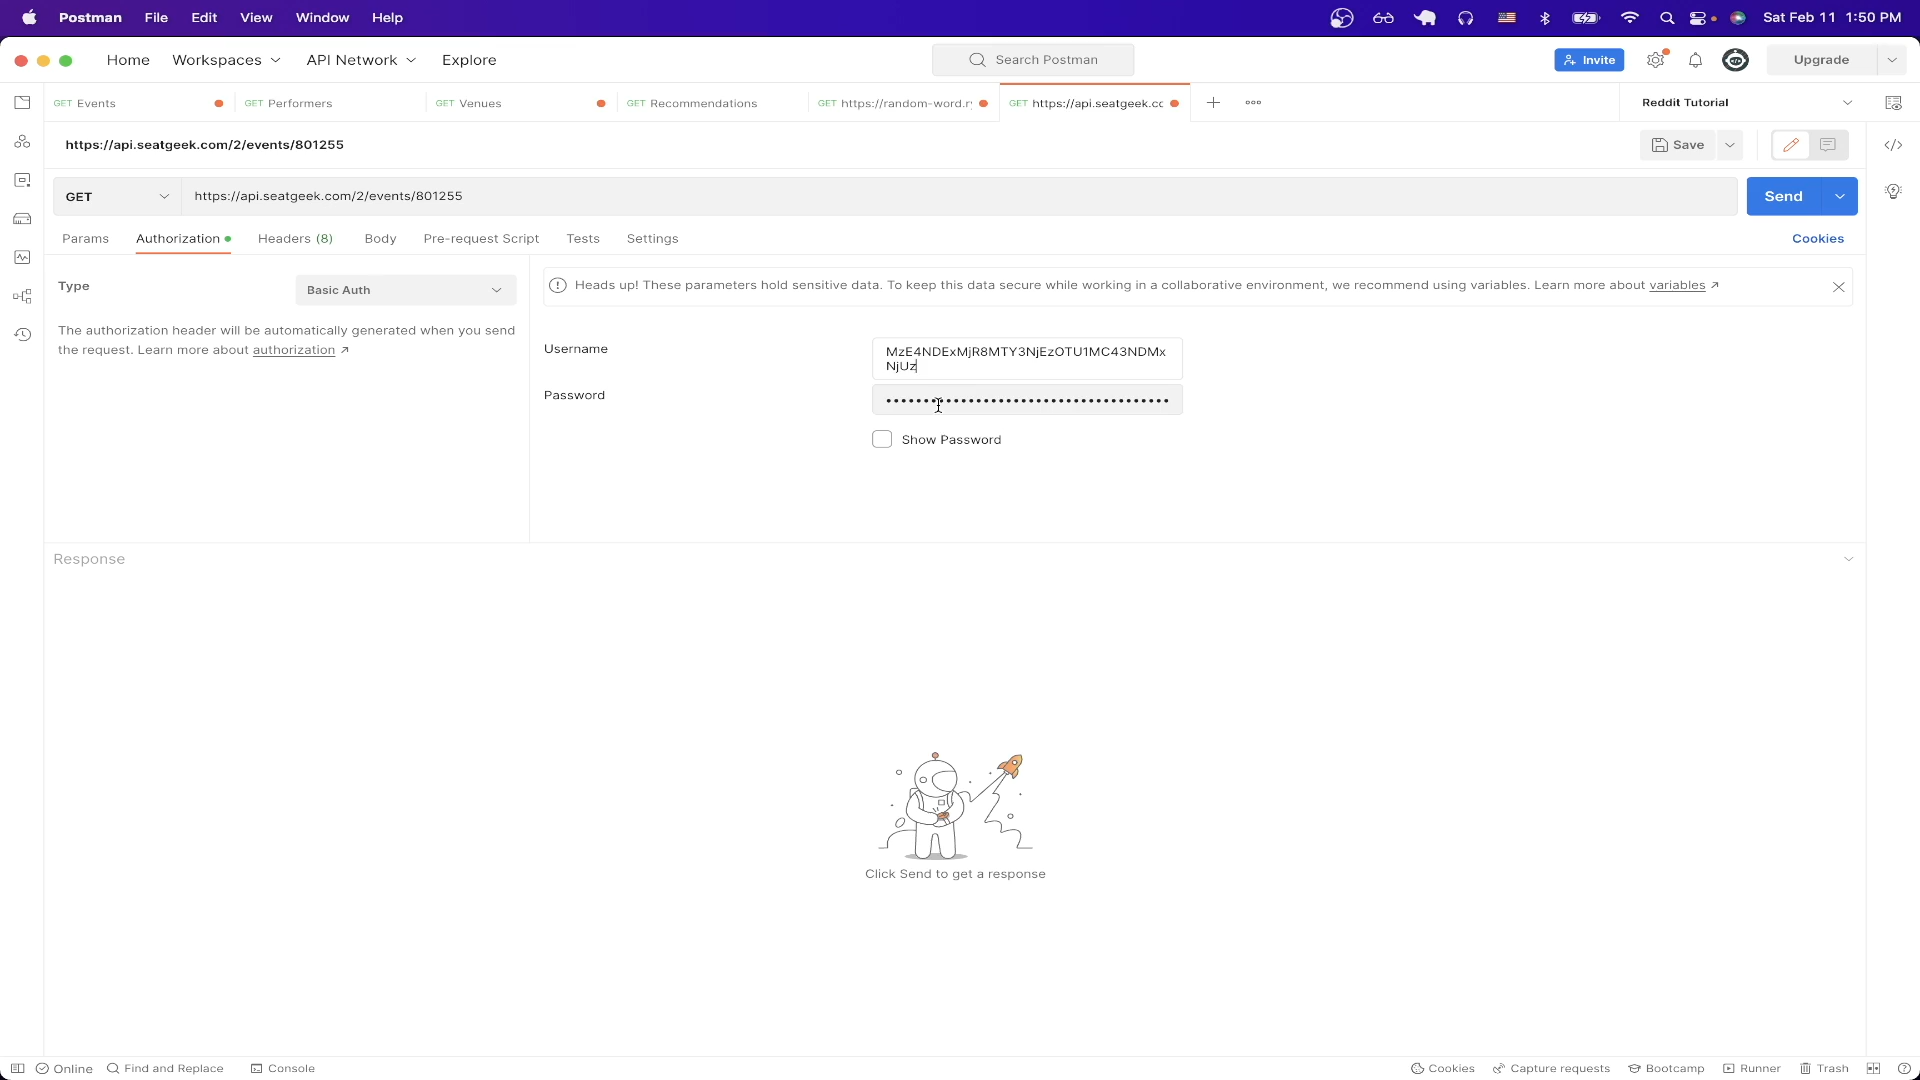 Postman File Edit View Window Help Sat Feb 11 1:50 PM
Home Workspaces API Network Explore Search Postman Invite Upgrade
GET Events GET Performers GET Venues GET Recommendations GET https://random-word.r GET https://api.seatgeek.cc Reddit Tutorial
https://api.seatgeek.com/2/events/801255 Save
GET https://api.seatgeek.com/2/events/801255 Send
Params Authorization Headers (8) Body Pre-request Script Tests Settings Cookies
Type Basic Auth
The authorization header will be automatically generated when you send
the request. Learn more about authorization ↗
Heads up! These parameters hold sensitive data. To keep this data secure while working in a collaborative environment, we recommend using variables. Learn more about variables ↗
Username MzE4NDExMjR8MTY3NjEzOTU1MC43NDMx
NjUz
Password ••••••••••••••••••••••••••••••••••••••
Show Password
Response
Click Send to get a response
Online Find and Replace Console Cookies Capture requests Bootcamp Runner Trash